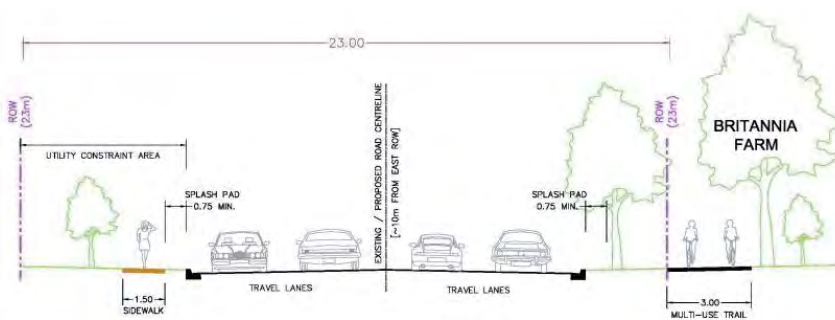 23.00
ROW
(23m)
ROW
(23m)
BRITANNIA
FARM
UTILITY CONSTRAINT AREA
EXISTING / PROPOSED ROAD CENTRELINE
[~10m FROM EAST ROW]
SPLASH PAD
0.75 MIN.
SPLASH PAD
0.75 MIN.
1.50
SIDEWALK
TRAVEL LANES
TRAVEL LANES
3.00
MULTI-USE TRAIL